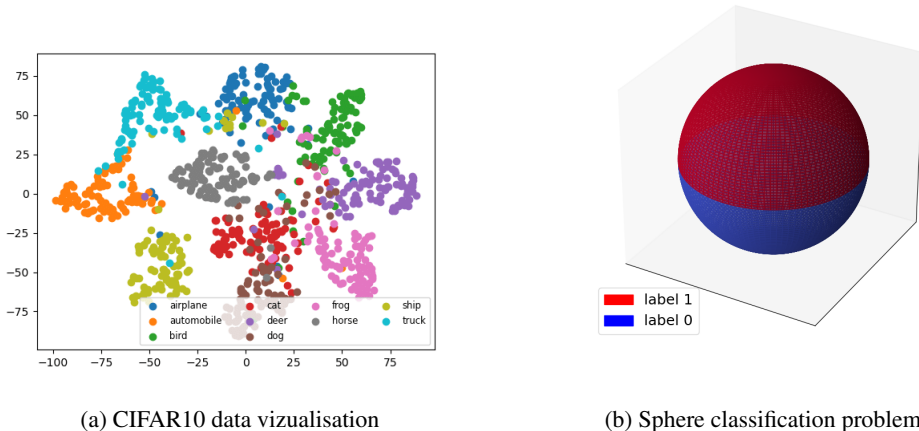 75
50
25
0
−25
−50
−75
−100
−75
−50
−25
0
25
50
75
airplane
automobile
bird
cat
deer
dog
frog
horse
ship
truck
label 1
label 0
(a) CIFAR10 data vizualisation
(b) Sphere classification problem